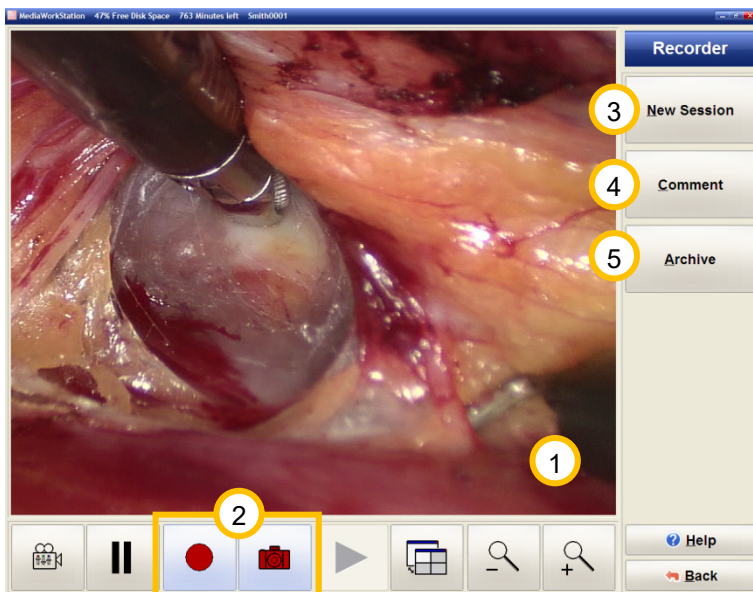 MediaWorkStation 47% Free Disk Space 763 Minutes left Smith0001
Recorder
3
New Session
4
Comment
5
Archive
1
2
Help
Back